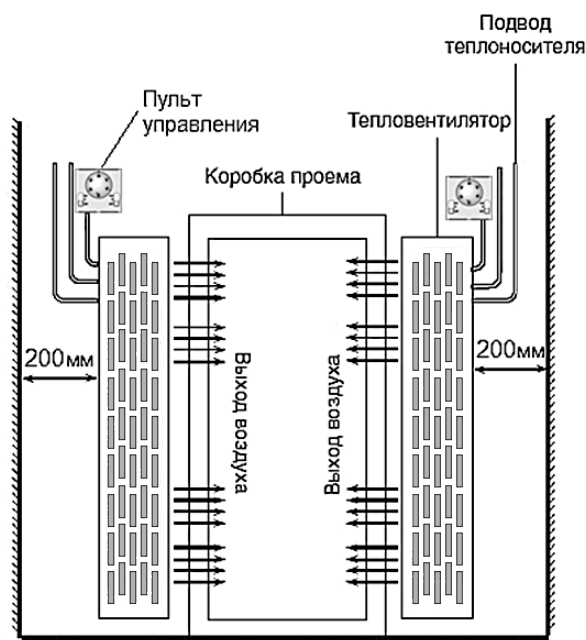 Подвод
теплоносителя
Пульт
управления
Тепловентилятор
Коробка проема
200мм
200мм
Выход воздуха
Выход воздуха